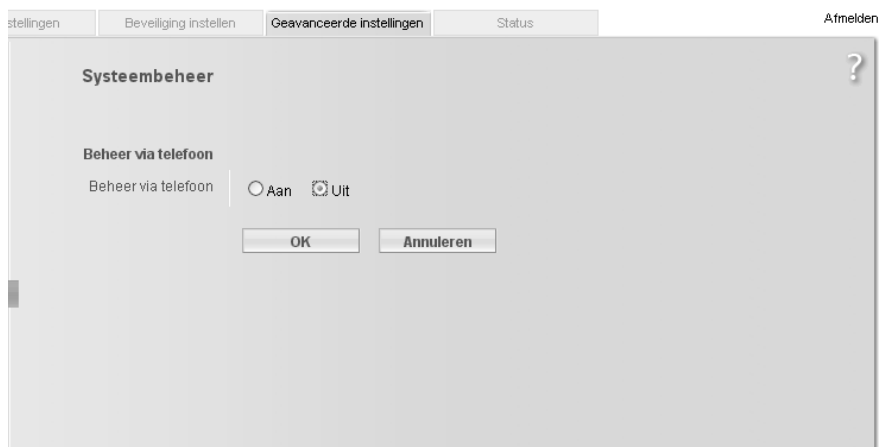 stellingen Beveiliging instellen Geavanceerde instellingen Status Afmelden
?
Systeembeheer
Beheer via telefoon
Beheer via telefoon Aan Uit
OK Annuleren